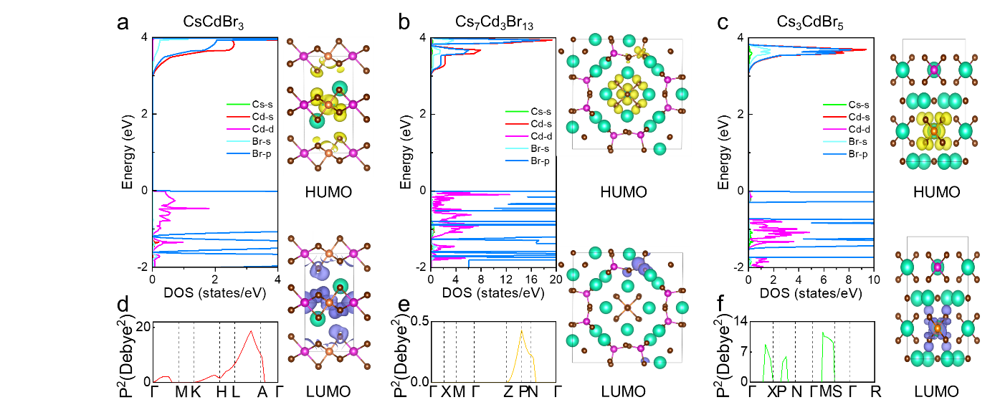 a
CsCdBr3
4
2
0
-2
Energy (eV)
Cs-s
Cd-s
Cd-d
Br-s
Br-p
0 2 4
DOS (states/eV)
HUMO
LUMO
b
Cs7Cd3Br13
4
2
0
-2
Energy (eV)
Cs-s
Cd-s
Cd-d
Br-s
Br-p
0 4 8 12 16 20
DOS (states/eV)
HUMO
LUMO
c
Cs3CdBr5
4
2
0
-2
Energy (eV)
Cs-s
Cd-s
Cd-d
Br-s
Br-p
0 2 4 6 8 10
DOS (states/eV)
HUMO
LUMO
d
P2(Debye2)
20
0
Γ M K H L A Γ
e
P2(Debye2)
0.5
0.0
Γ X M Γ Z P N Γ
f
P2(Debye2)
14
7
0
Γ X P N Γ M S Γ R